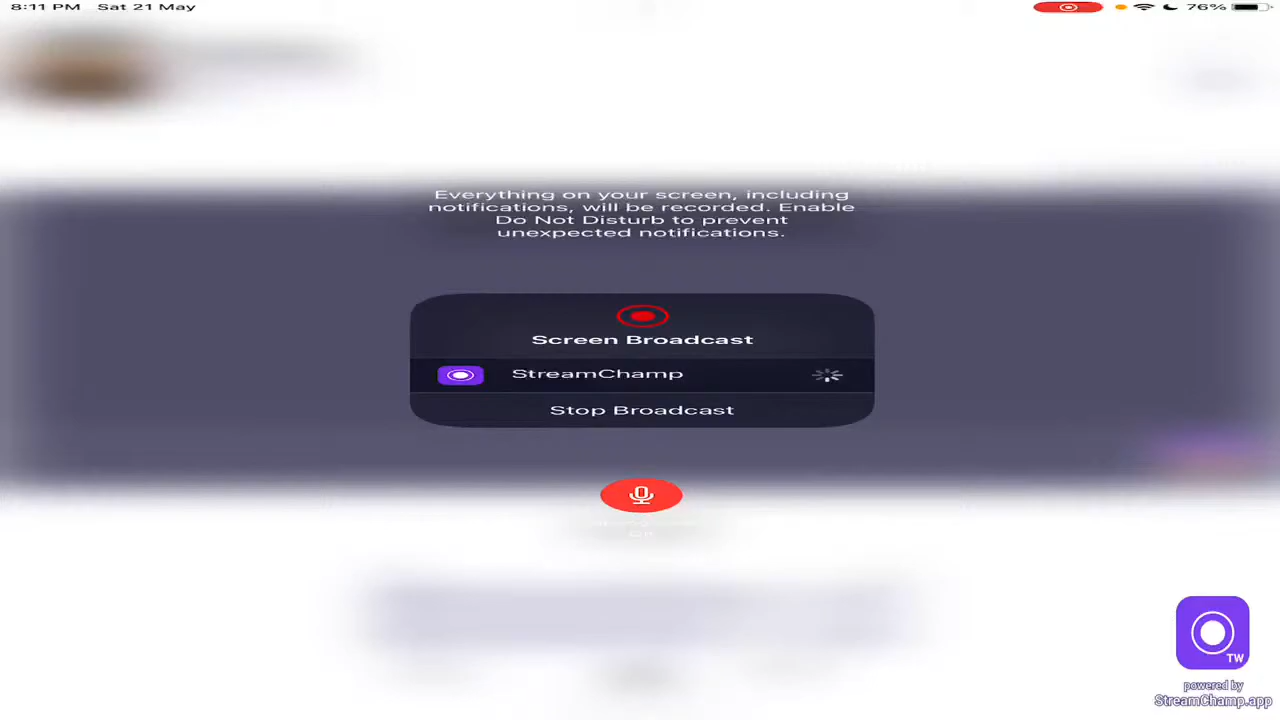 8:11 PM Sat 21 May
76%
Everything on your screen, including
notifications, will be recorded. Enable
Do Not Disturb to prevent
unexpected notifications.
Screen Broadcast
StreamChamp
Stop Broadcast
TW
powered by
StreamChamp.app